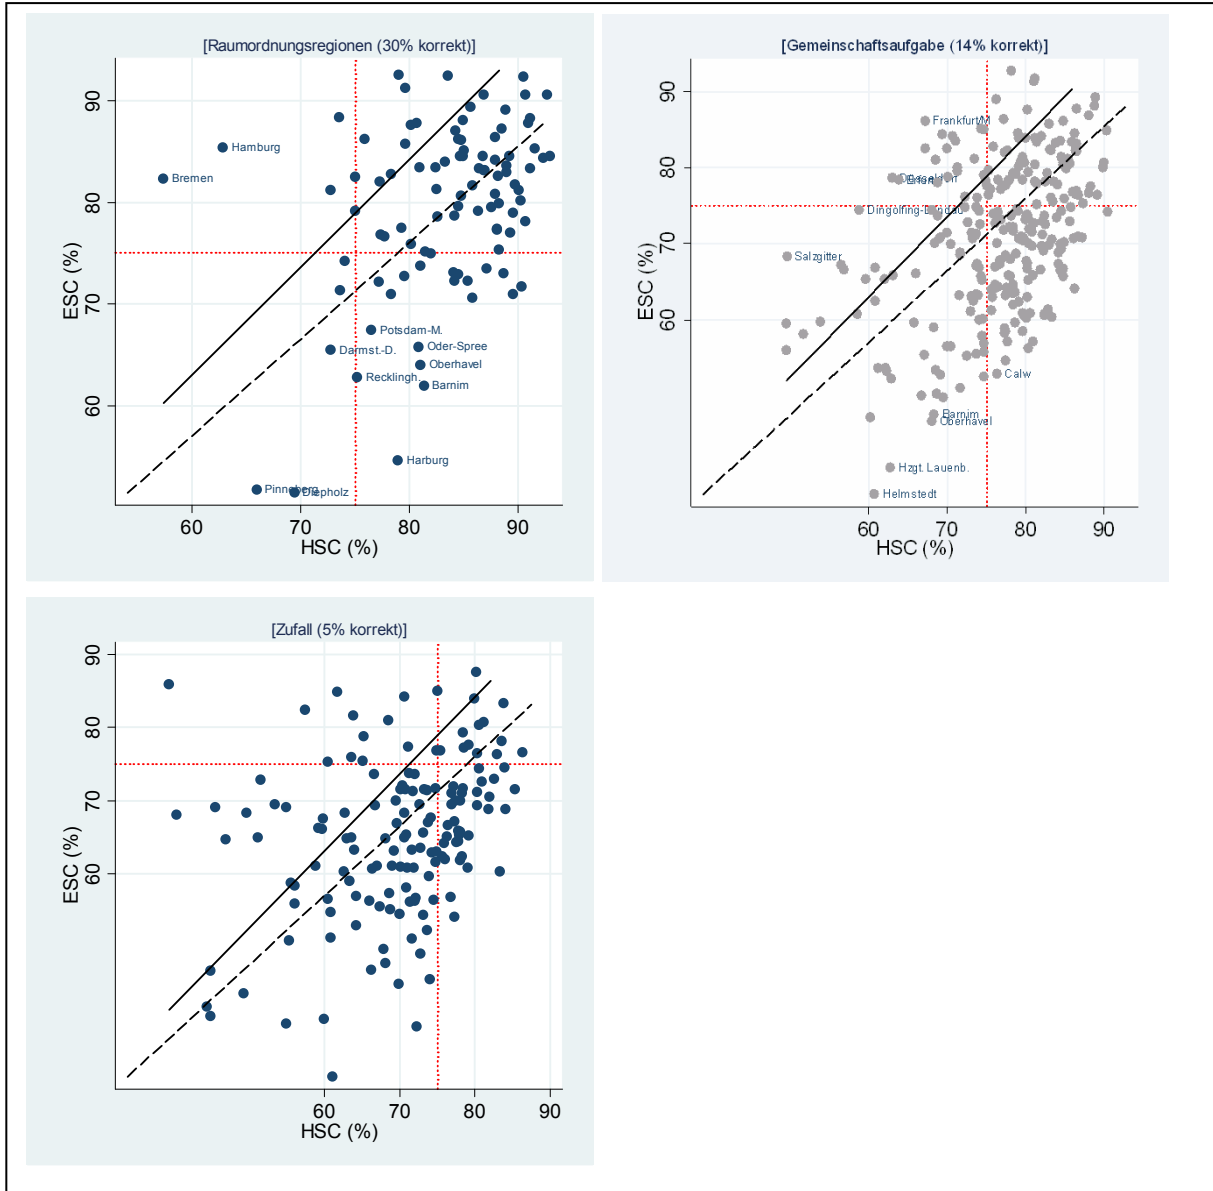 [Raumordnungsregionen (30% korrekt)]
ESC (%)
90
80
70
60
Hamburg
Bremen
Potsdam-M.
Darmst.-D.
Oder-Spree
Oberhavel
Recklingh.
Barnim
Harburg
Pinneberg
Diepholz
60 70 80 90
HSC (%)
[Gemeinschaftsaufgabe (14% korrekt)]
ESC (%)
90
80
70
60
Frankfurt/M
Erlangen
Dingolfing-Landau
Salzgitter
Calw
Barnim
Oberhavel
Hzgt. Lauenb.
Helmstedt
60 70 80 90
HSC (%)
[Zufall (5% korrekt)]
ESC (%)
90
80
70
60
60 70 80 90
HSC (%)